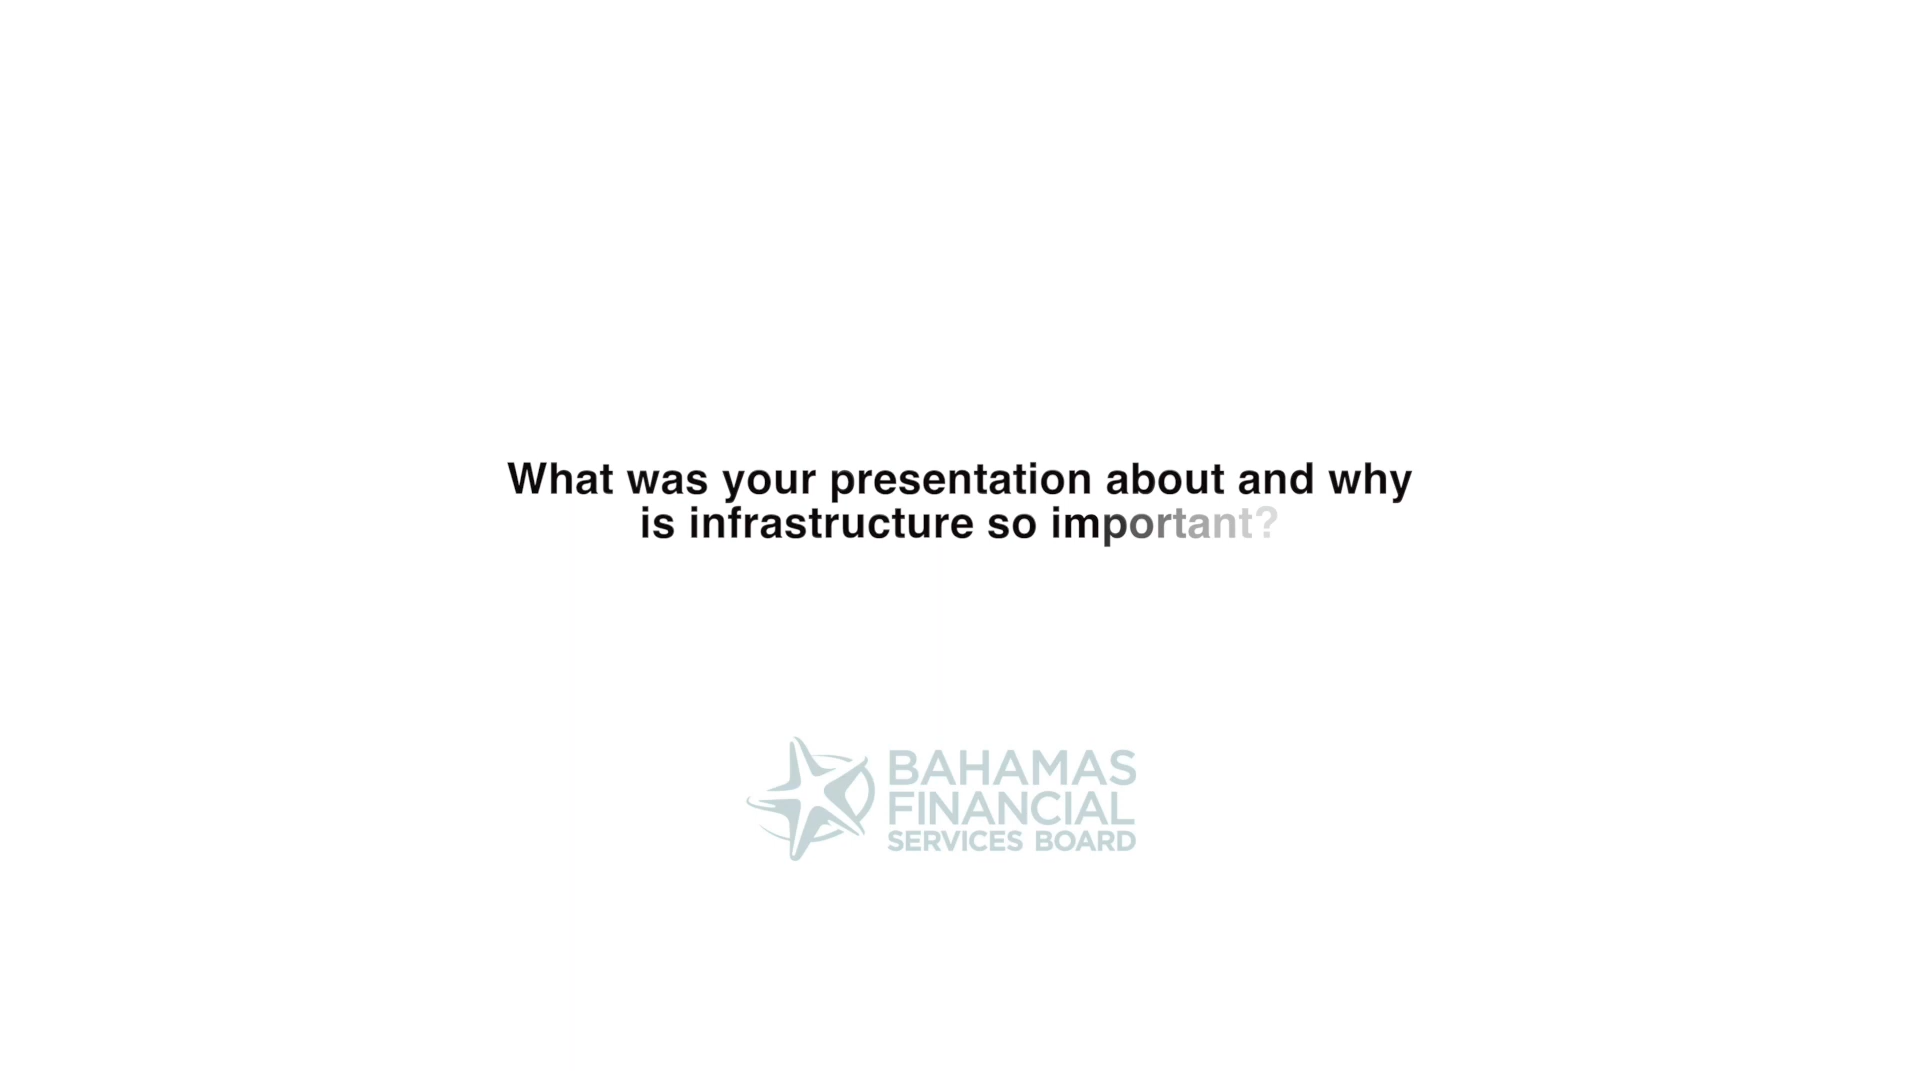 What was your presentation about and why
is infrastructure so important?
BAHAMAS
FINANCIAL
SERVICES BOARD